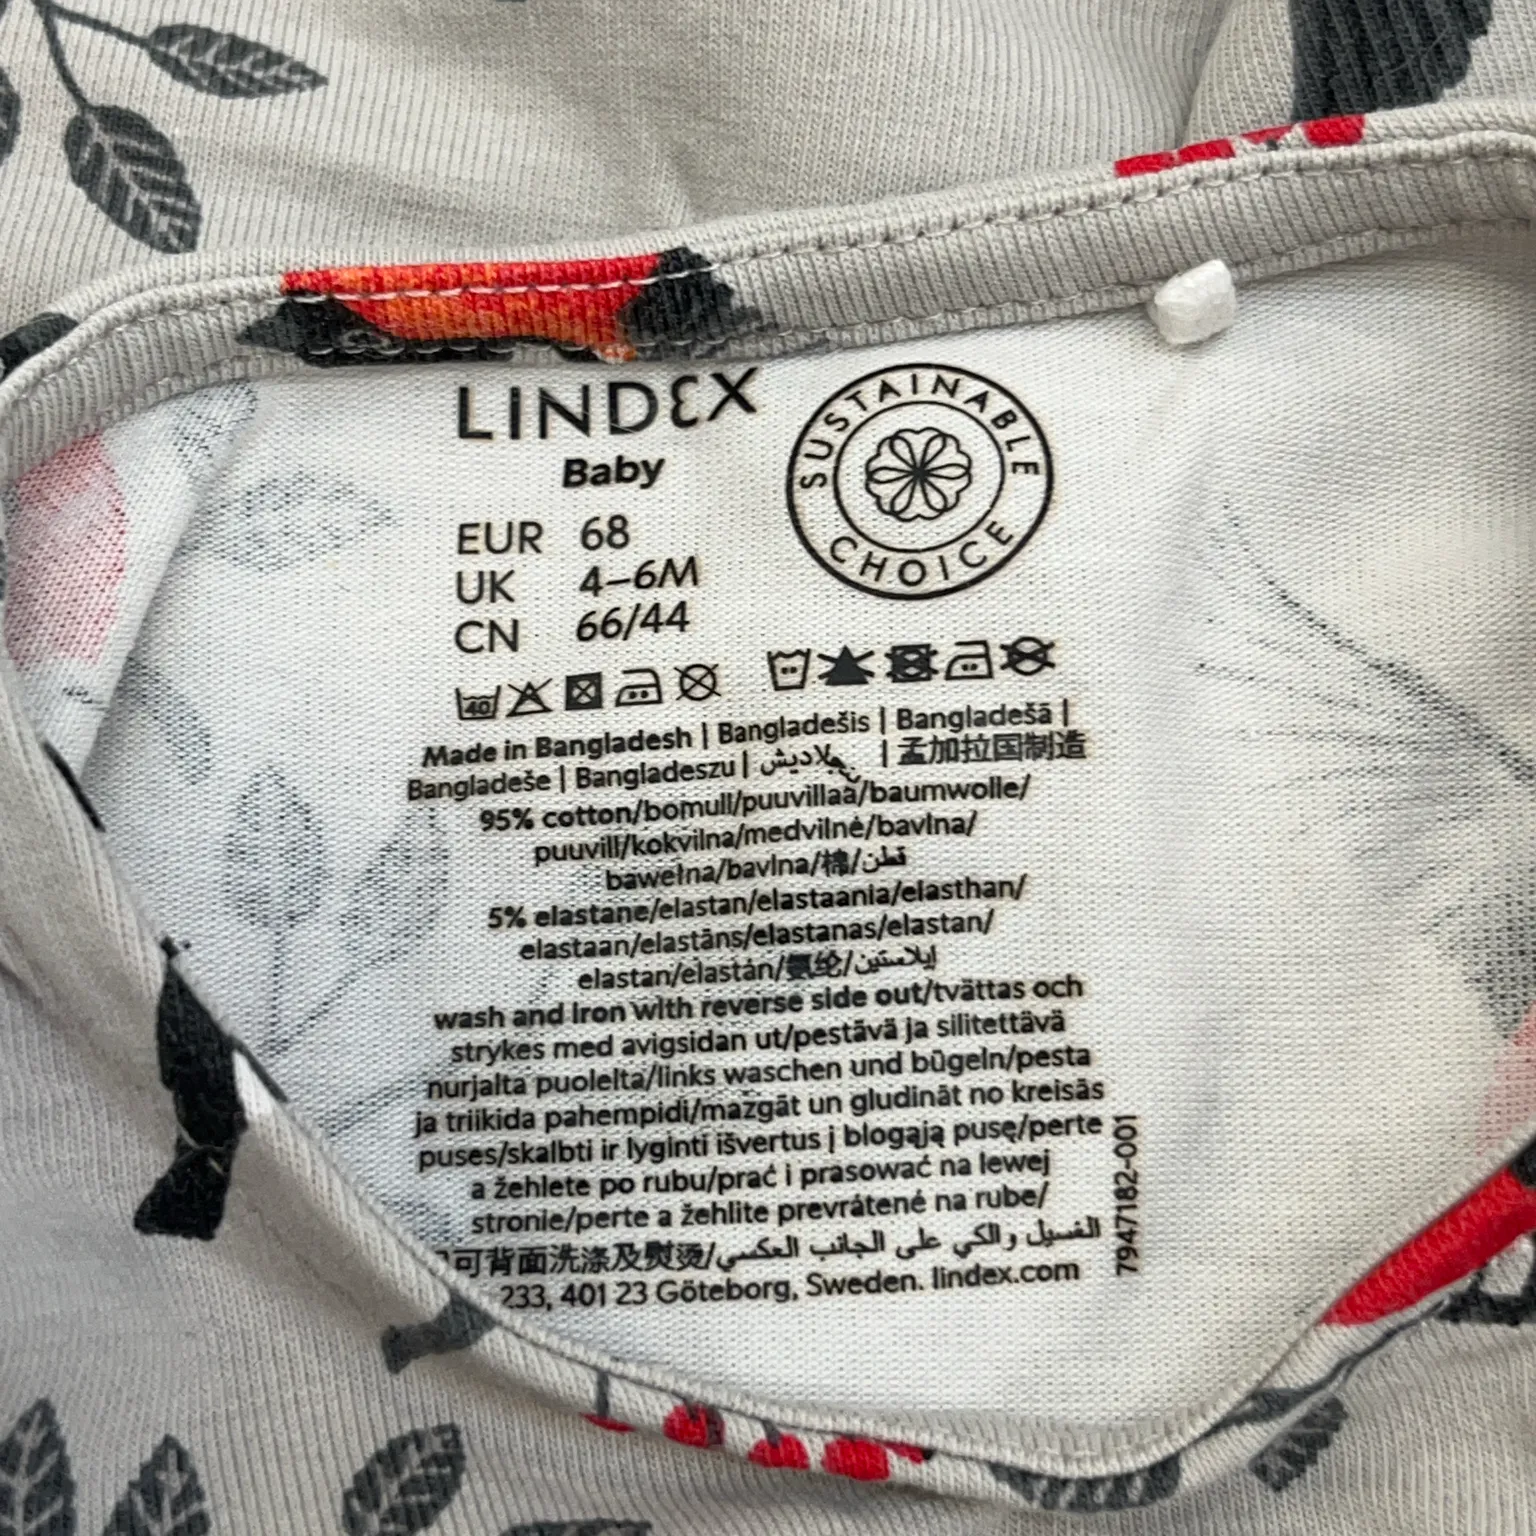 LINDEX
Baby
SUSTAINABLE CHOICE
EUR 68
UK 4–6M
CN 66/44
40
Made in Bangladesh | Bangladešis | Bangladešā |
Bangladeše | Bangladeszu | | 孟加拉国制造
95% cotton/bomull/puuvillaa/baumwolle/
puuvill/kokvilna/medvilnė/bavlna/
bawełna/bavlna/棉/قطن
5% elastane/elastan/elastaania/elasthan/
elastaan/elastāns/elastanas/elastan/
elastan/elastán/氨纶/إيلاستين
wash and iron with reverse side out/tvättas och
strykes med avigsidan ut/pestävä ja silitettävä
nurjalta puolelta/links waschen und bügeln/pesta
ja triikida pahempidi/mazgāt un gludināt no kreisās
puses/skalbti ir lyginti išvertus į blogąją pusę/perte
a žehlete po rubu/prać i prasować na lewej
stronie/perte a žehlite prevrátené na rube/
可背面洗涤及熨烫/الغسيل والكي على الجانب العكسي
233, 401 23 Göteborg, Sweden. lindex.com
7947182-001